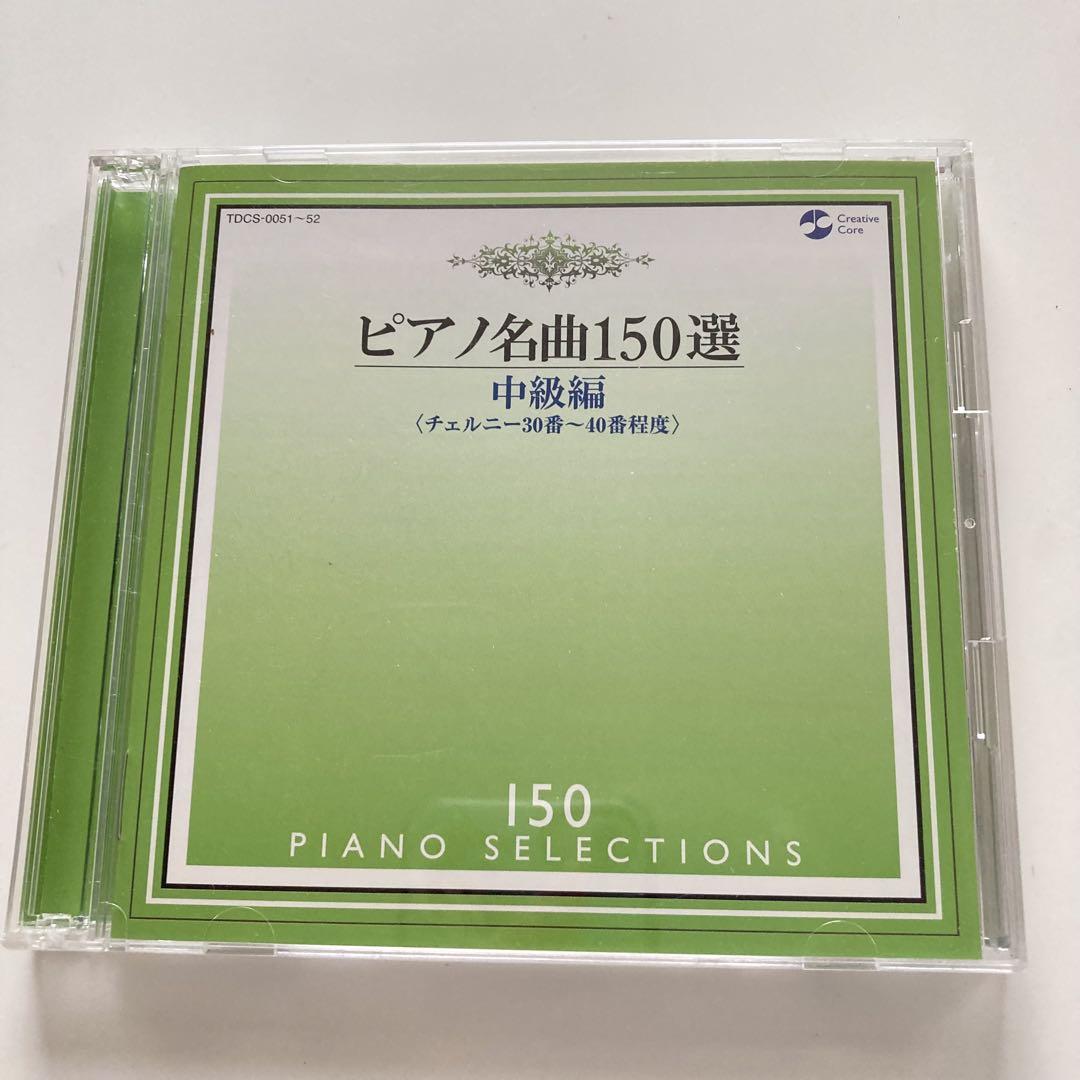 TDCS-0051～52
Creative
Core
ピアノ名曲150選
中級編
〈チェルニー30番～40番程度〉
150
PIANO SELECTIONS